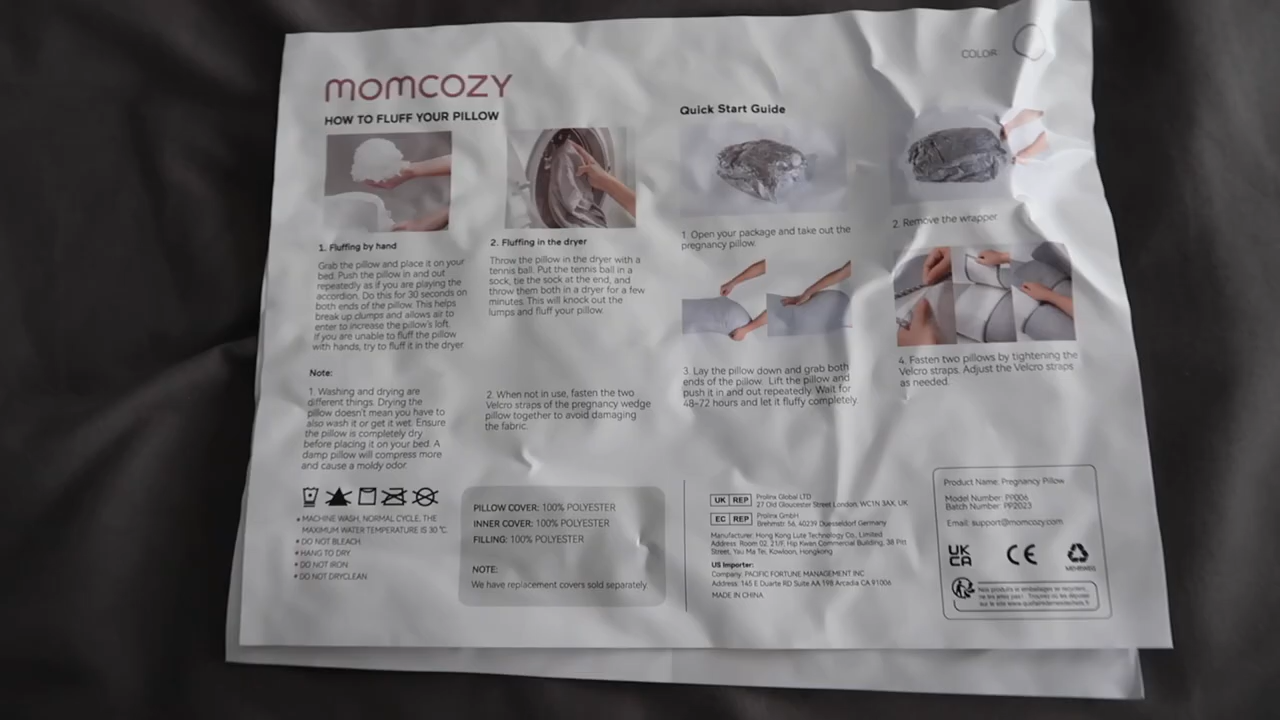 COLOR
momcozy
HOW TO FLUFF YOUR PILLOW
1. Fluffing by hand
Grab the pillow and place it on your
bed. Push the pillow in and out
repeatedly as if you are playing the
accordion. Do this for 30 seconds on
both ends of the pillow. This helps
break up clumps and allows air to
enter to increase the pillow's loft.
If you are unable to fluff the pillow
with hands, try to fluff it in the dryer
2. Fluffing in the dryer
Throw the pillow in the dryer with a
tennis ball. Put the tennis ball in a
sock, tie the sock at the end, and
throw them both in a dryer for a few
minutes. This will knock out the
lumps and fluff your pillow.
Note:
1. Washing and drying are
different things. Drying the
pillow doesn't mean you have to
also wash it or get it wet. Ensure
the pillow is completely dry
before placing it on your bed. A
damp pillow will compress more
and cause a moldy odor.
2. When not in use, fasten the two
Velcro straps of the pregnancy wedge
pillow together to avoid damaging
the fabric.
• MACHINE WASH, NORMAL CYCLE, THE
MAXIMUM WATER TEMPERATURE IS 30 °C
• DO NOT BLEACH
• HANG TO DRY
• DO NOT IRON
• DO NOT DRYCLEAN
PILLOW COVER: 100% POLYESTER
INNER COVER: 100% POLYESTER
FILLING: 100% POLYESTER
NOTE:
We have replacement covers sold separately
Quick Start Guide
1. Open your package and take out the
pregnancy pillow.
2. Remove the wrapper
3. Lay the pillow down and grab both
ends of the pillow. Lift the pillow and
push it in and out repeatedly. Wait for
48-72 hours and let it fluffy completely.
4. Fasten two pillows by tightening the
Velcro straps. Adjust the Velcro straps
as needed.
UK REP
Prolinx Global LTD
27 Old Gloucester Street London, WC1N 3AX, UK
EC REP
Prolinx GmbH
Brehmstr. 56, 40239 Duesseldorf Germany
Manufacturer: Hong Kong Lute Technology Co., Limited
Address: Room 02, 21/F, Hip Kwan Commercial Building, 38 Pitt
Street, Yau Ma Tei, Kowloon, Hongkong
US Importer:
Company: PACIFIC FORTUNE MANAGEMENT INC
Address: 145 E Duarte RD Suite AA 198 Arcadia CA 91006
MADE IN CHINA
Product Name: Pregnancy Pillow
Model Number: PP006
Batch Number: PP2023
Email: support@momcozy.com
UK
CA
CE
Nos produits et emballages se recyclent,
ne les jetez pas!